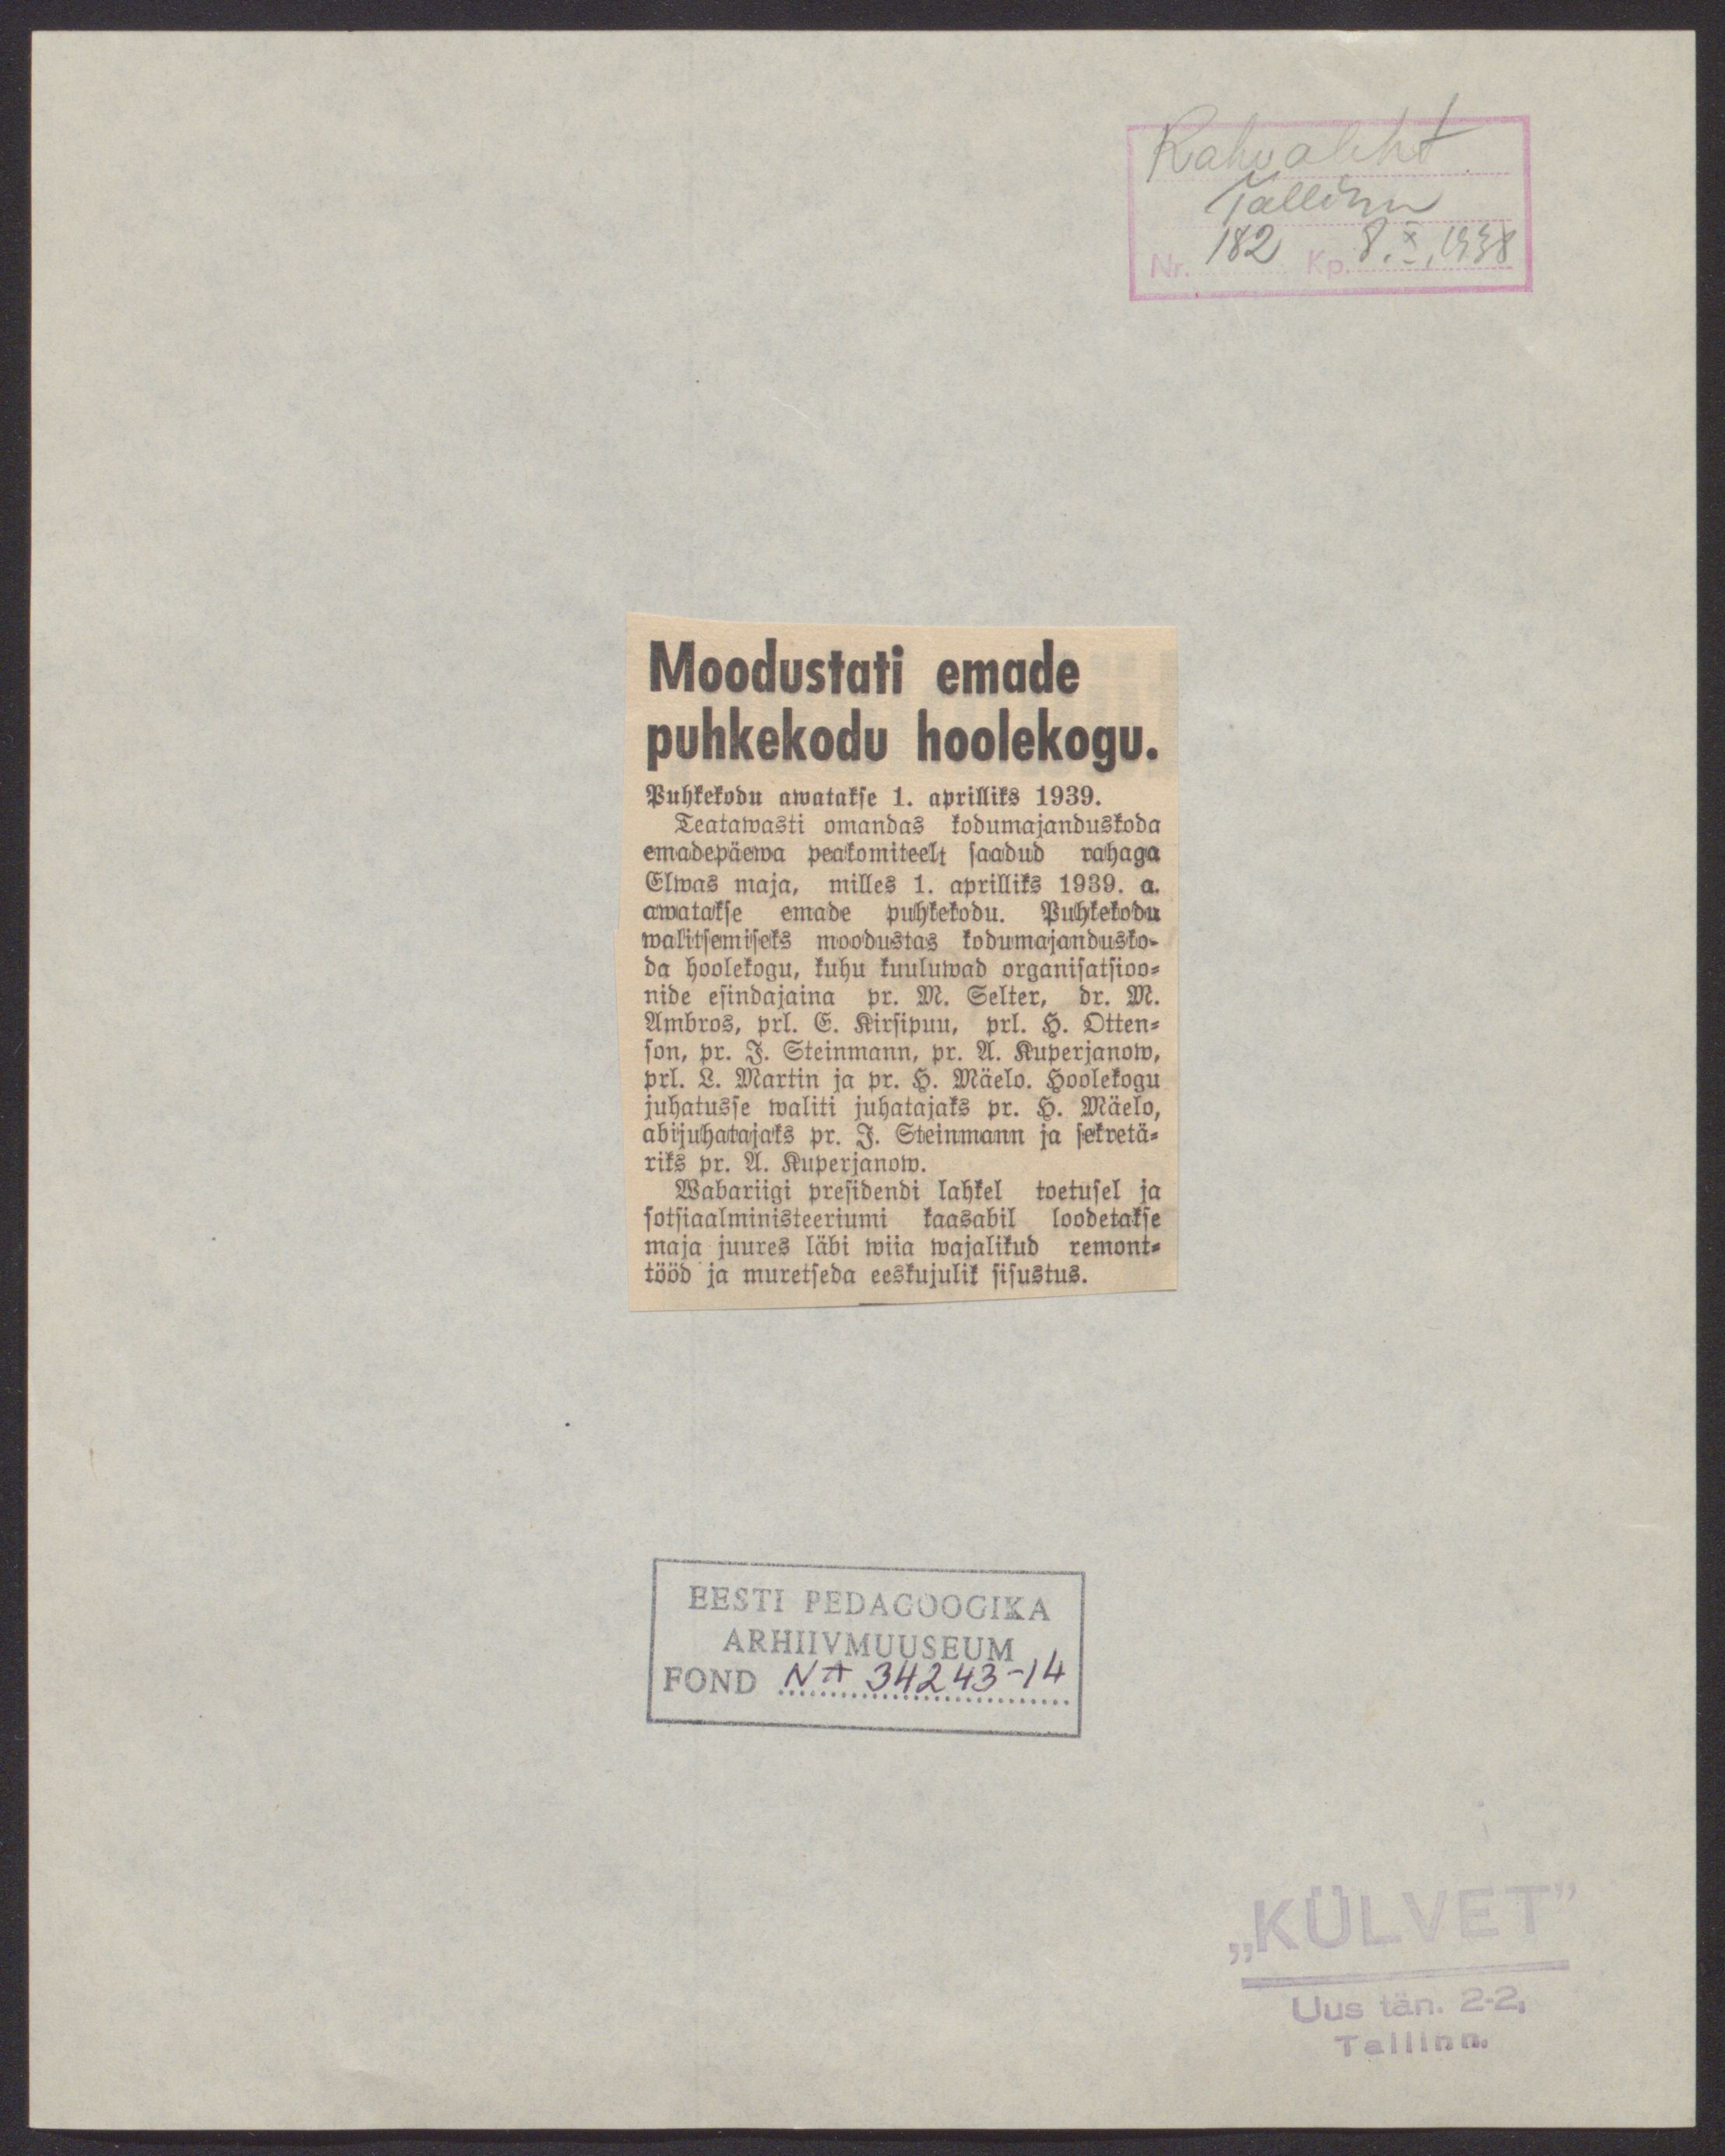 Rahvaleht
Tallinn
Nr. 182 Kp. 8. X. 1938
Moodustati emade
puhkekodu hoolekogu.
Puhkekodu awatakse 1. aprilliks 1939.
Teatawasti omandas kodumajanduskoda
emadepäewa peakomiteelt saadud rahaga
Elwas maja, milles 1. aprilliks 1939. a.
awatakse emade puhkekodu. Puhkekodu
walitsemiseks moodustas kodumajandusko-
da hoolekogu, kuhu kuuluwad organisatsioo-
nide esindajaina pr. M. Selter, dr. M.
Ambros, prl. E. Kirsipuu, prl. H. Otten-
son, pr. J. Steinmann, pr. A. Kuperjanow,
prl. L. Martin ja pr. H. Mäelo. Hoolekogu
juhatusse waliti juhatajaks pr. H. Mäelo,
abijuhatajaks pr. J. Steinmann ja sekretä-
riks pr. A. Kuperjanow.
Wabariigi presidendi lahkel toetusel ja
sotsiaalministeeriumi kaasabil loodetakse
maja juures läbi wiia wajalikud remont-
tööd ja muretseda eeskujulik sisustus.
EESTI PEDAGOOGIKA
ARHIIVMUUSEUM
FOND NA 34243-14
„KÜLVET”
Uus tän. 2-2,
Tallinn.